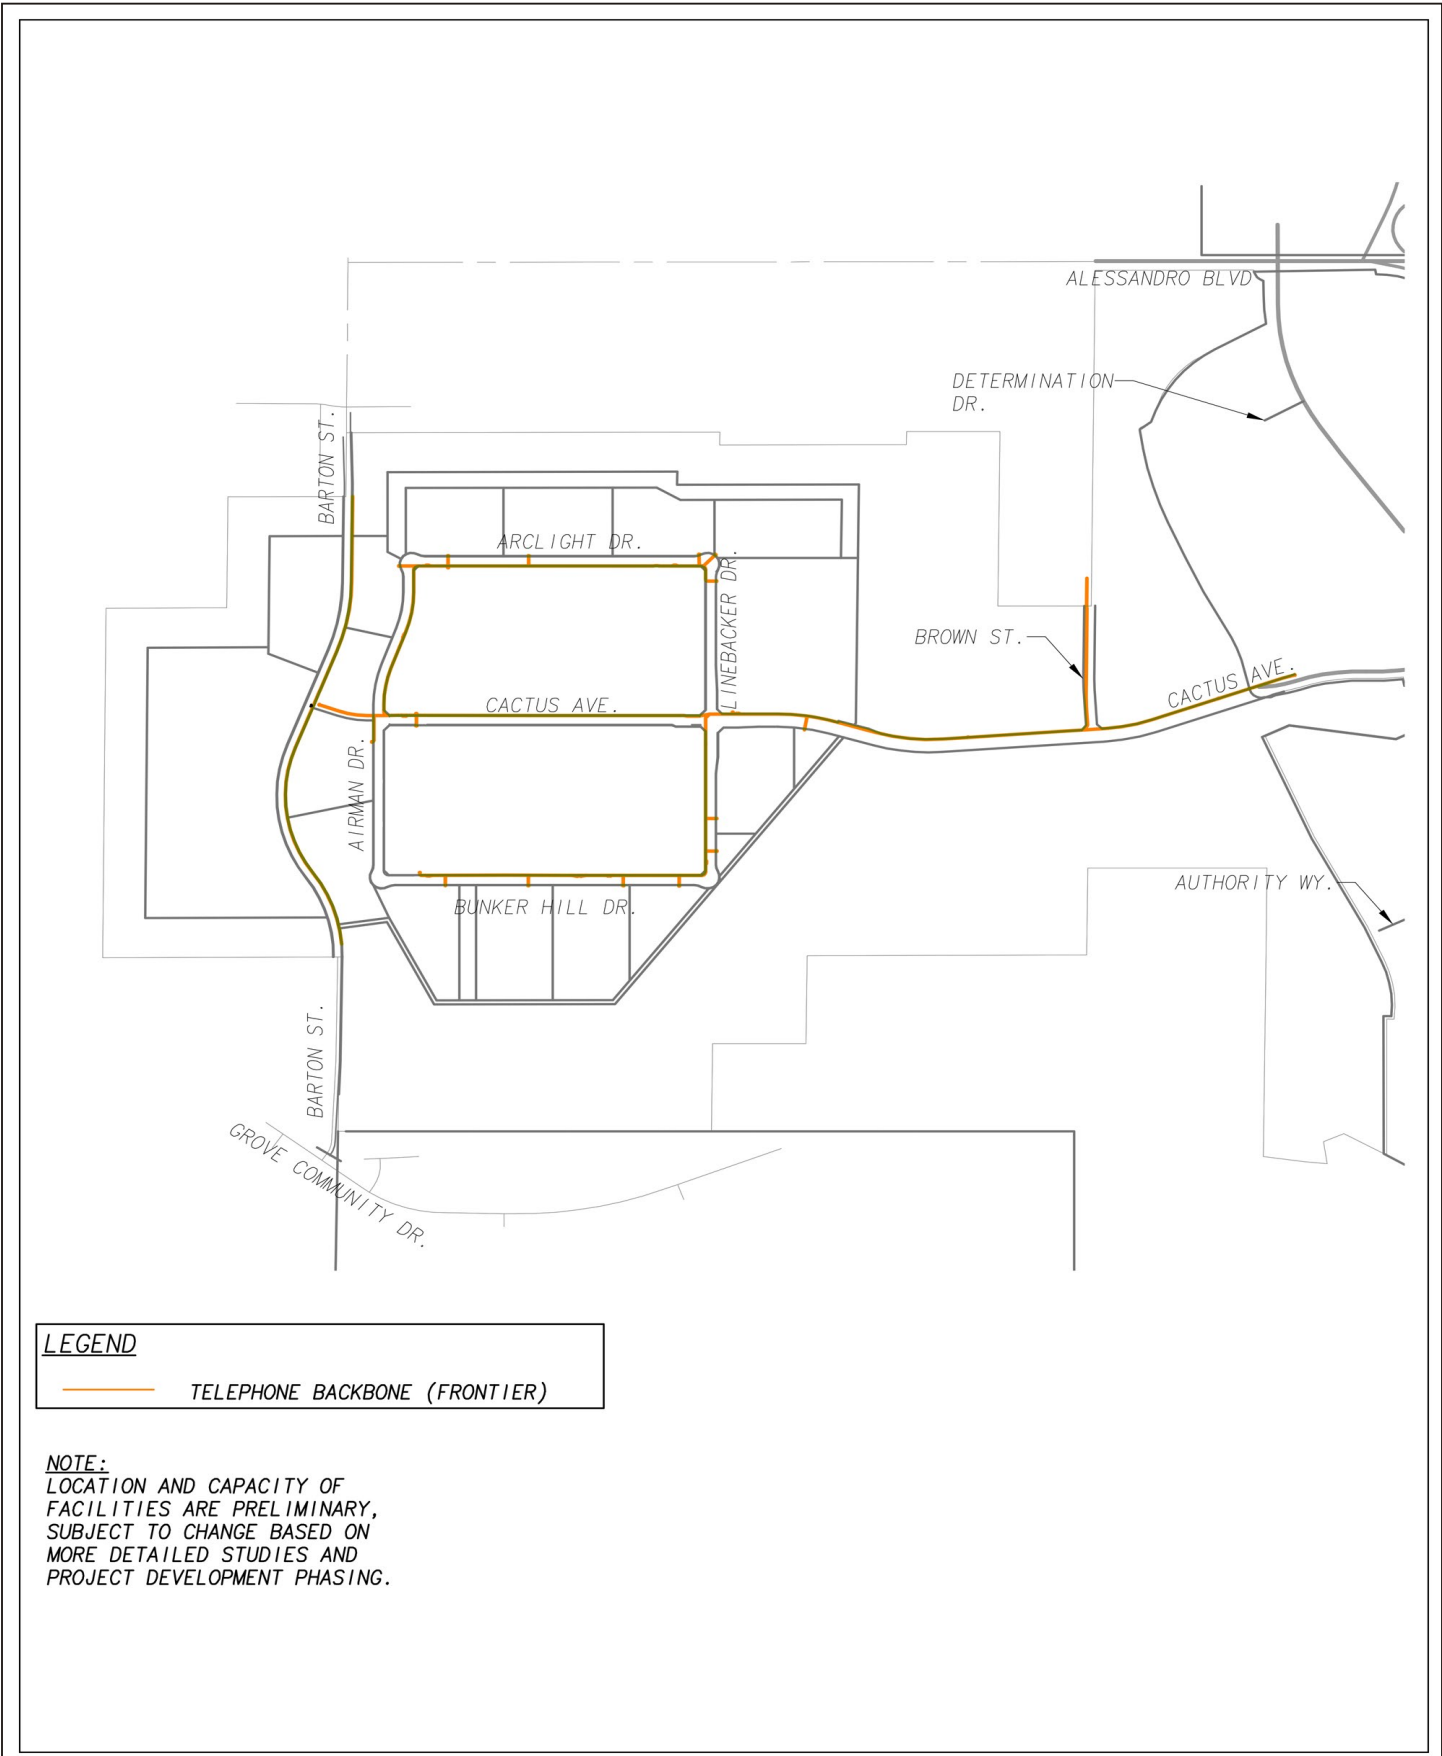 ALESSANDRO BLVD
DETERMINATION
DR.
BARTON ST.
ARCLIGHT DR.
LINEBACKER DR.
BROWN ST.
CACTUS AVE.
CACTUS AVE.
AIRMAN DR.
AUTHORITY WY.
BUNKER HILL DR.
BARTON ST.
GROVE COMMUNITY DR.
LEGEND
TELEPHONE BACKBONE (FRONTIER)
NOTE:
LOCATION AND CAPACITY OF
FACILITIES ARE PRELIMINARY,
SUBJECT TO CHANGE BASED ON
MORE DETAILED STUDIES AND
PROJECT DEVELOPMENT PHASING.